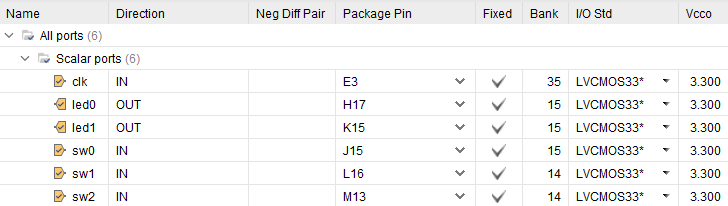 Name Direction Neg Diff Pair Package Pin Fixed Bank I/O Std Vcco
All ports (6)
Scalar ports (6)
clk IN E3 35 LVCMOS33* 3.300
led0 OUT H17 15 LVCMOS33* 3.300
led1 OUT K15 15 LVCMOS33* 3.300
sw0 IN J15 15 LVCMOS33* 3.300
sw1 IN L16 14 LVCMOS33* 3.300
sw2 IN M13 14 LVCMOS33* 3.300